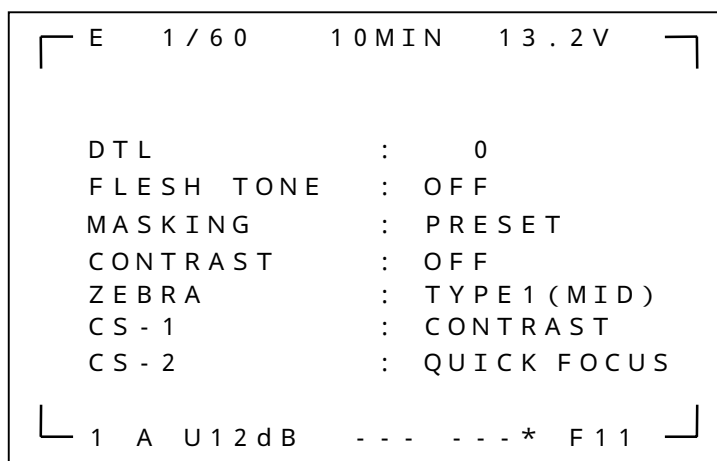 E 1/60 10MIN 13.2V
DTL : 0
FLESH TONE : OFF
MASKING : PRESET
CONTRAST : OFF
ZEBRA : TYPE1(MID)
CS-1 : CONTRAST
CS-2 : QUICK FOCUS
1 A U12dB --- ---* F11